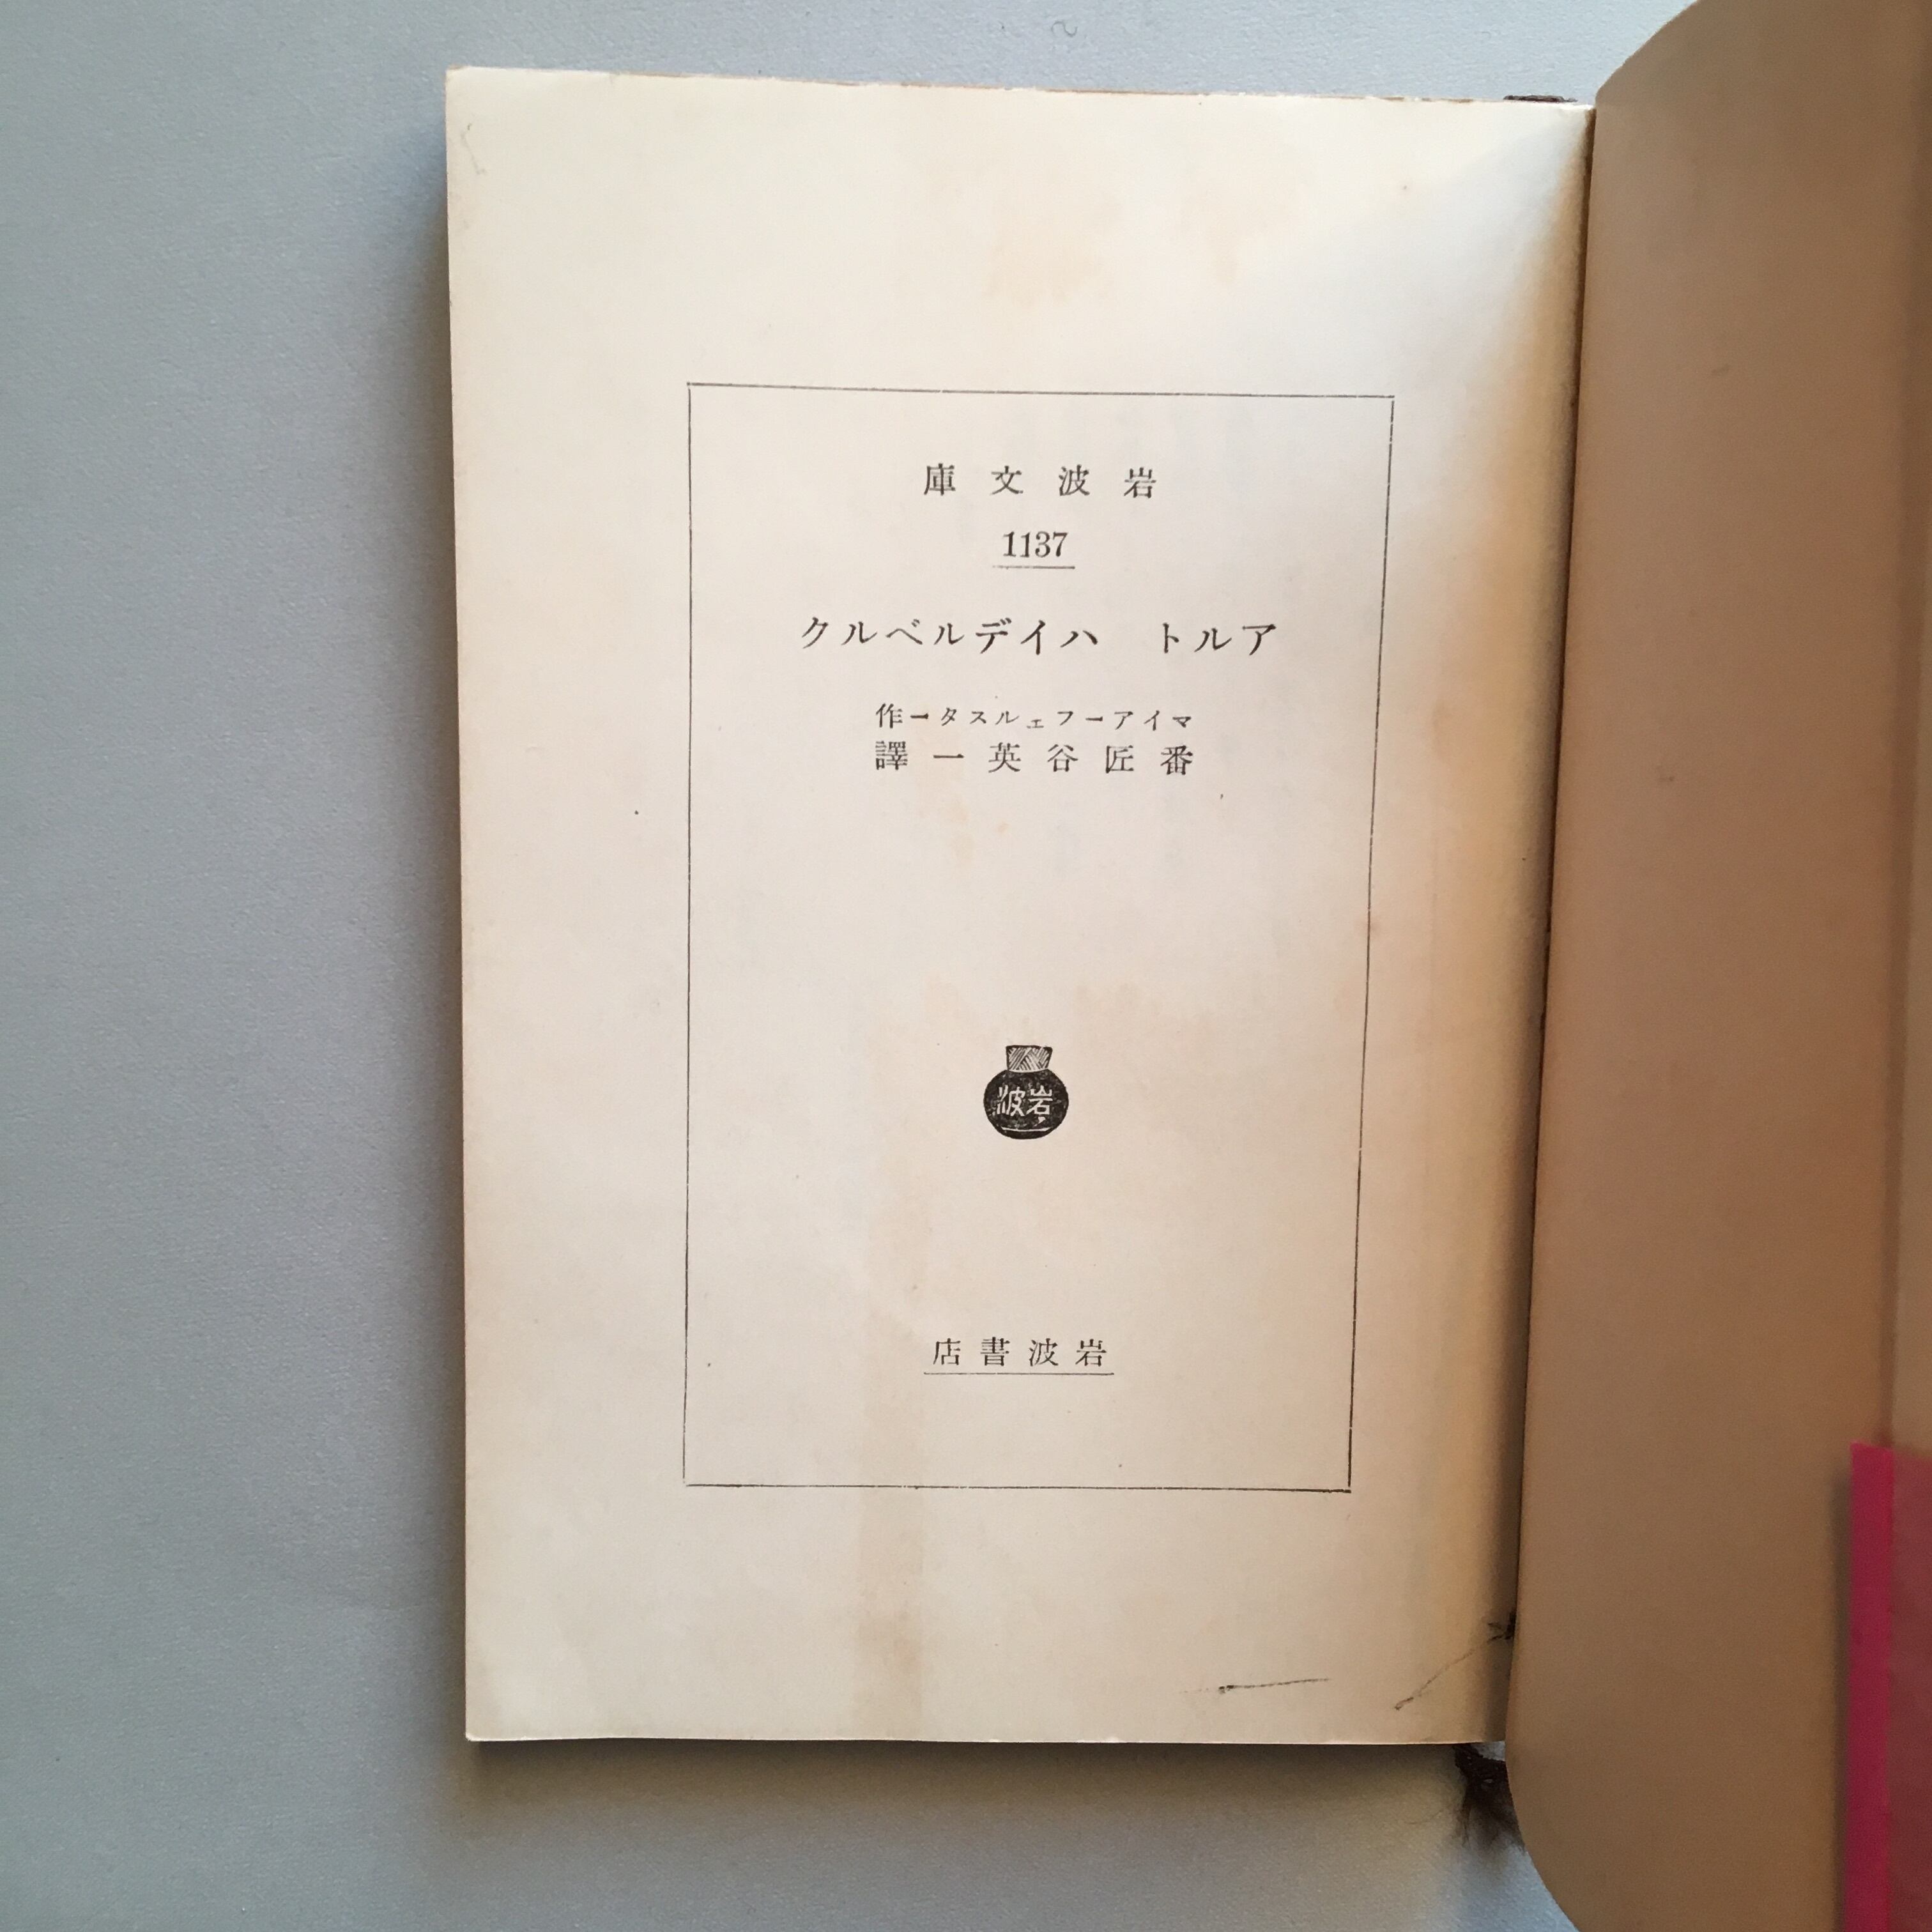 岩波文庫
1137
アルト ハイデルベルク
マイアーフェルスター作
番匠谷英一譯
岩波
岩波書店